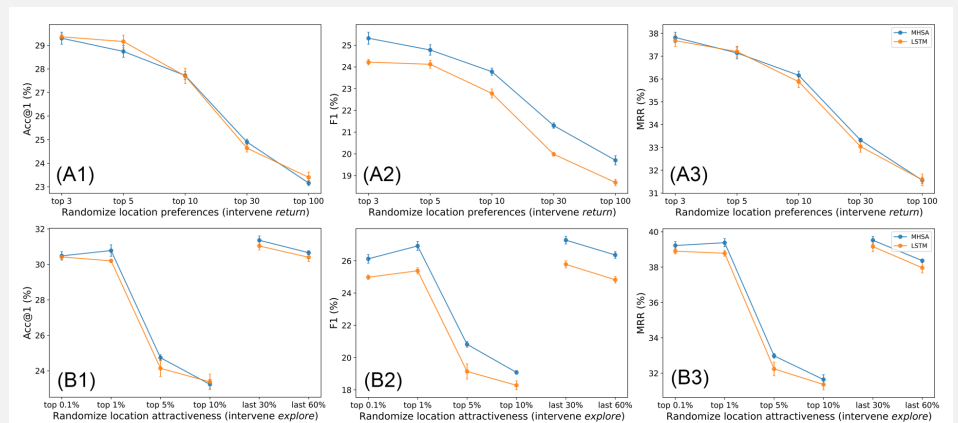 Acc@1 (%)
29
28
27
26
25
24
23
(A1)
top 3 top 5 top 10 top 30 top 100
Randomize location preferences (intervene return)
F1 (%)
25
24
23
22
21
20
19
(A2)
top 3 top 5 top 10 top 30 top 100
Randomize location preferences (intervene return)
MRR (%)
38
37
36
35
34
33
32
31
MHSA
LSTM
(A3)
top 3 top 5 top 10 top 30 top 100
Randomize location preferences (intervene return)
Acc@1 (%)
32
30
28
26
24
(B1)
top 0.1% top 1% top 5% top 10% last 30% last 60%
Randomize location attractiveness (intervene explore)
F1 (%)
26
24
22
20
18
(B2)
top 0.1% top 1% top 5% top 10% last 30% last 60%
Randomize location attractiveness (intervene explore)
MRR (%)
40
38
36
34
32
MHSA
LSTM
(B3)
top 0.1% top 1% top 5% top 10% last 30% last 60%
Randomize location attractiveness (intervene explore)